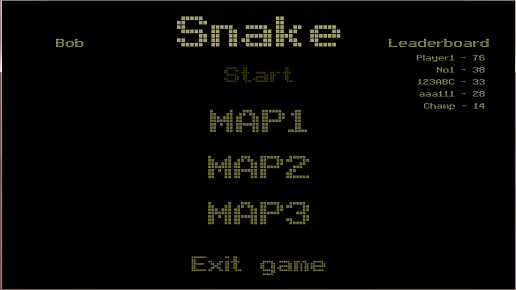 Snake
Bob
Leaderboard
Player1 - 76
No1 - 38
123ABC - 33
aaa111 - 28
Champ - 14
Start
MAP1
MAP2
MAP3
Exit game